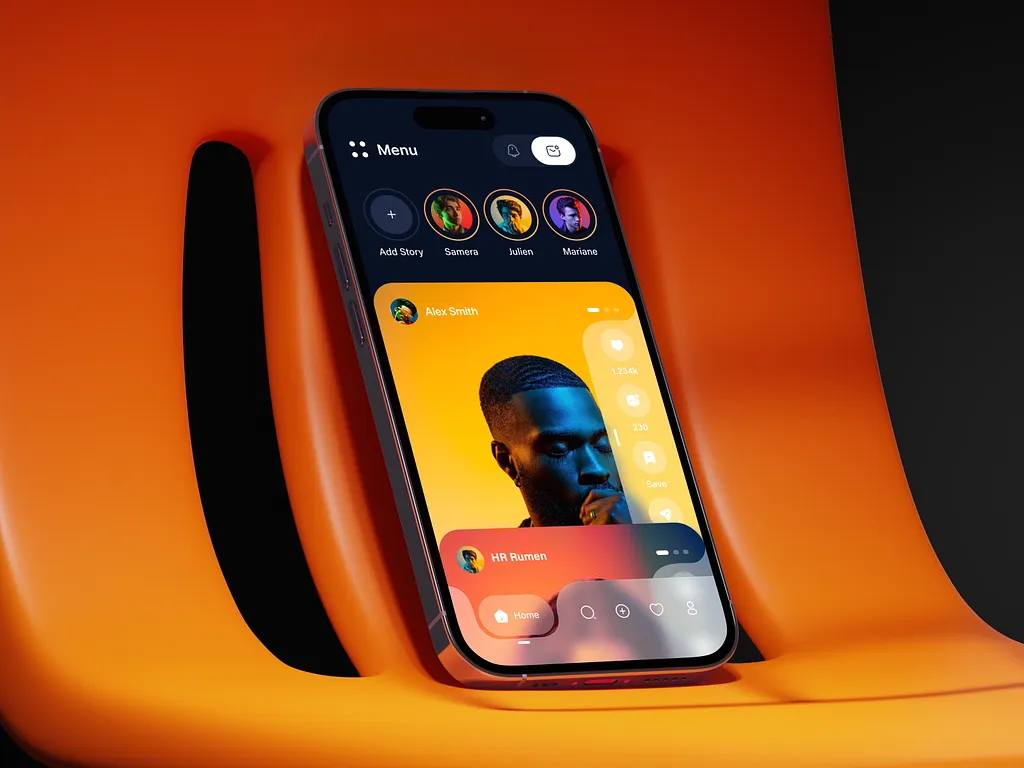 Menu
Add Story
Samera
Julien
Mariane
Alex Smith
1.234k
230
Save
HR Rumen
Home